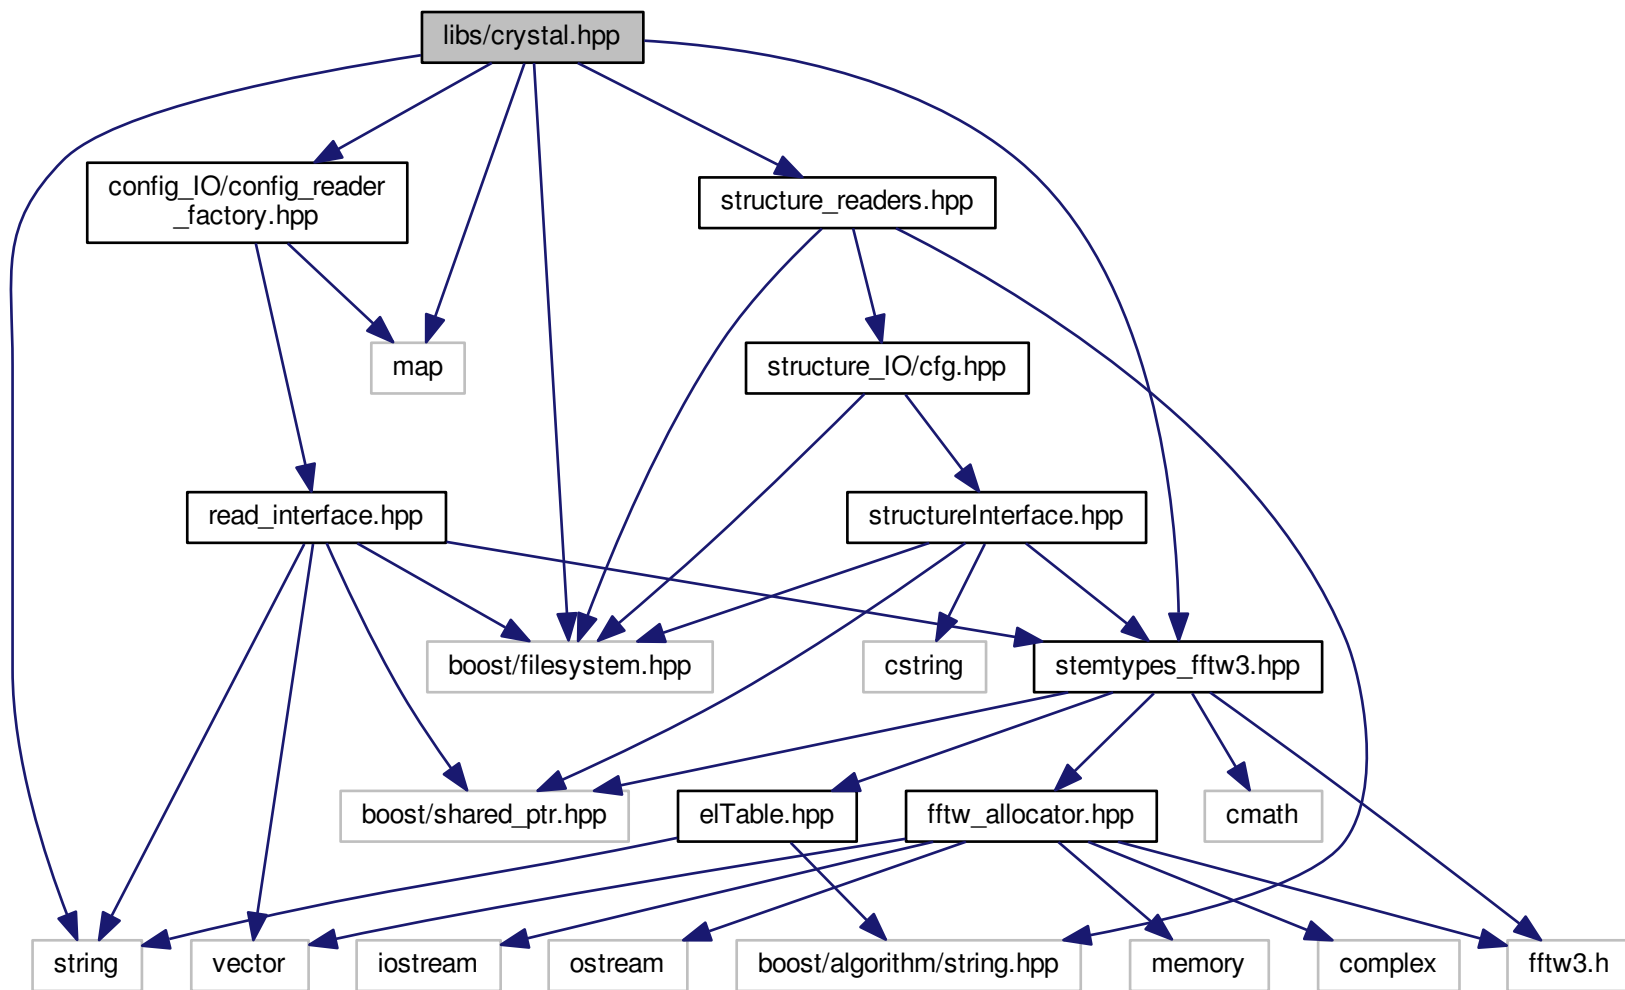 libs/crystal.hpp
config_IO/config_reader
_factory.hpp
structure_readers.hpp
map
structure_IO/cfg.hpp
read_interface.hpp
structureInterface.hpp
boost/filesystem.hpp
cstring
stemtypes_fftw3.hpp
boost/shared_ptr.hpp
elTable.hpp
fftw_allocator.hpp
cmath
string
vector
iostream
ostream
boost/algorithm/string.hpp
memory
complex
fftw3.h